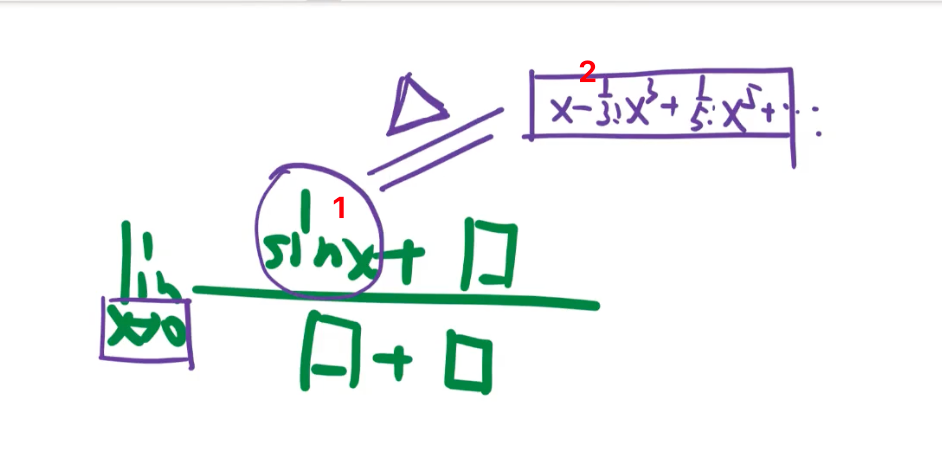 2
x - 1/3! x³ + 1/5! x⁵ + ...
1
lim x→0 (sin x + □) / (□ + □)